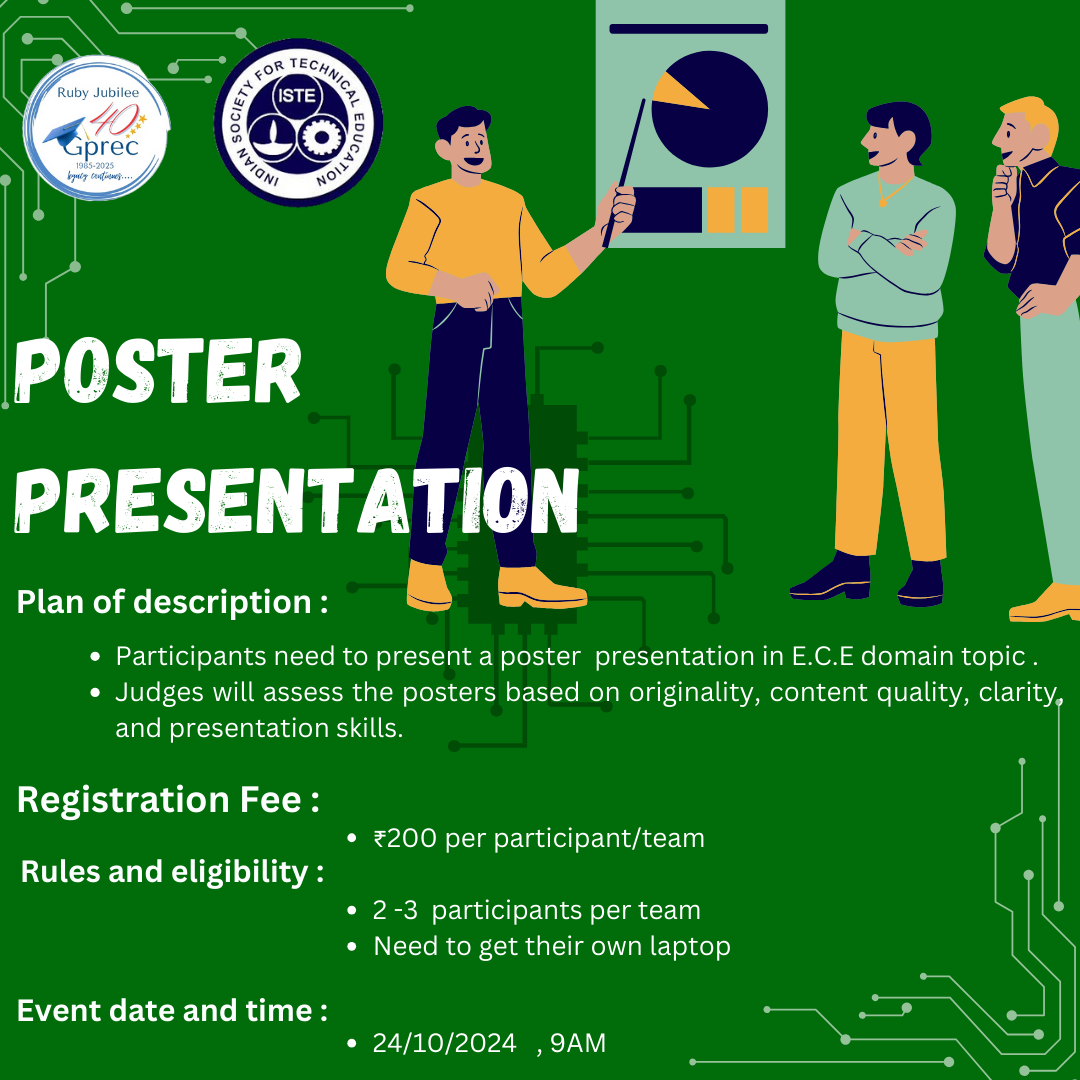 Ruby Jubilee
40
Gprec
1985-2025
legacy continues....
INDIAN SOCIETY FOR TECHNICAL EDUCATION
ISTE
POSTER
PRESENTATION
Plan of description :
• Participants need to present a poster  presentation in E.C.E domain topic .
• Judges will assess the posters based on originality, content quality, clarity,
and presentation skills.
Registration Fee :
• ₹200 per participant/team
Rules and eligibility :
• 2 -3  participants per team
• Need to get their own laptop
Event date and time :
• 24/10/2024   , 9AM